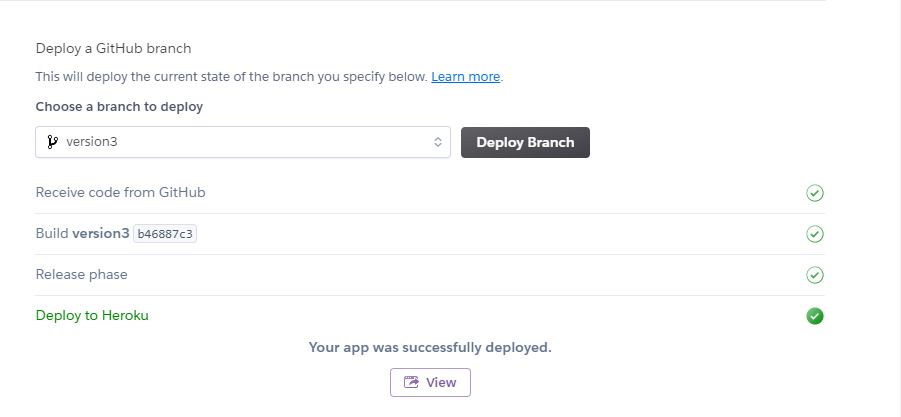 Deploy a GitHub branch
This will deploy the current state of the branch you specify below. Learn more.
Choose a branch to deploy
version3 Deploy Branch
Receive code from GitHub
Build version3 b46887c3
Release phase
Deploy to Heroku
Your app was successfully deployed.
View